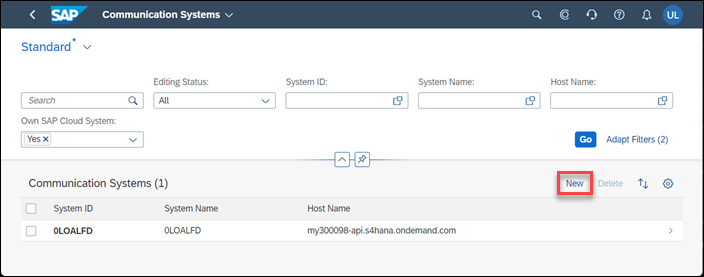 SAP Communication Systems UL
Standard*
Editing Status: System ID: System Name: Host Name:
Search All
Own SAP Cloud System:
Yes Go Adapt Filters (2)
Communication Systems (1) New Delete
System ID System Name Host Name
0LOALFD 0LOALFD my300098-api.s4hana.ondemand.com